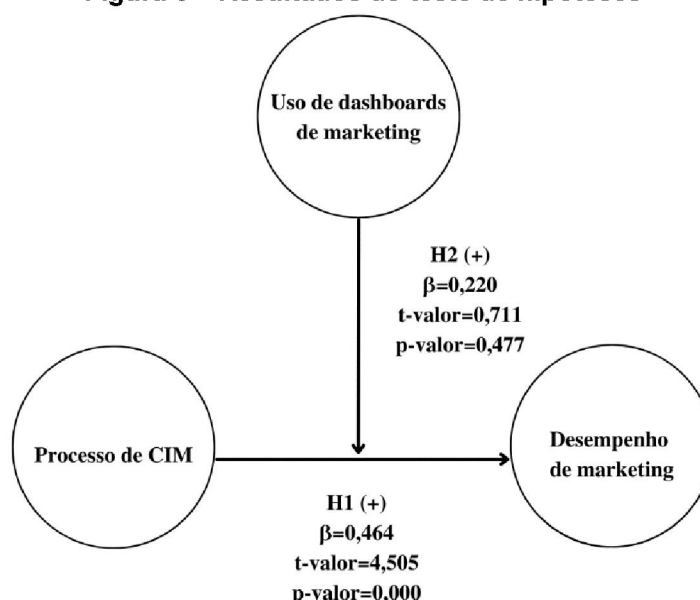 Uso de dashboards
de marketing
H2 (+)
β=0,220
t-valor=0,711
p-valor=0,477
Processo de CIM
Desempenho
de marketing
H1 (+)
β=0,464
t-valor=4,505
p-valor=0,000